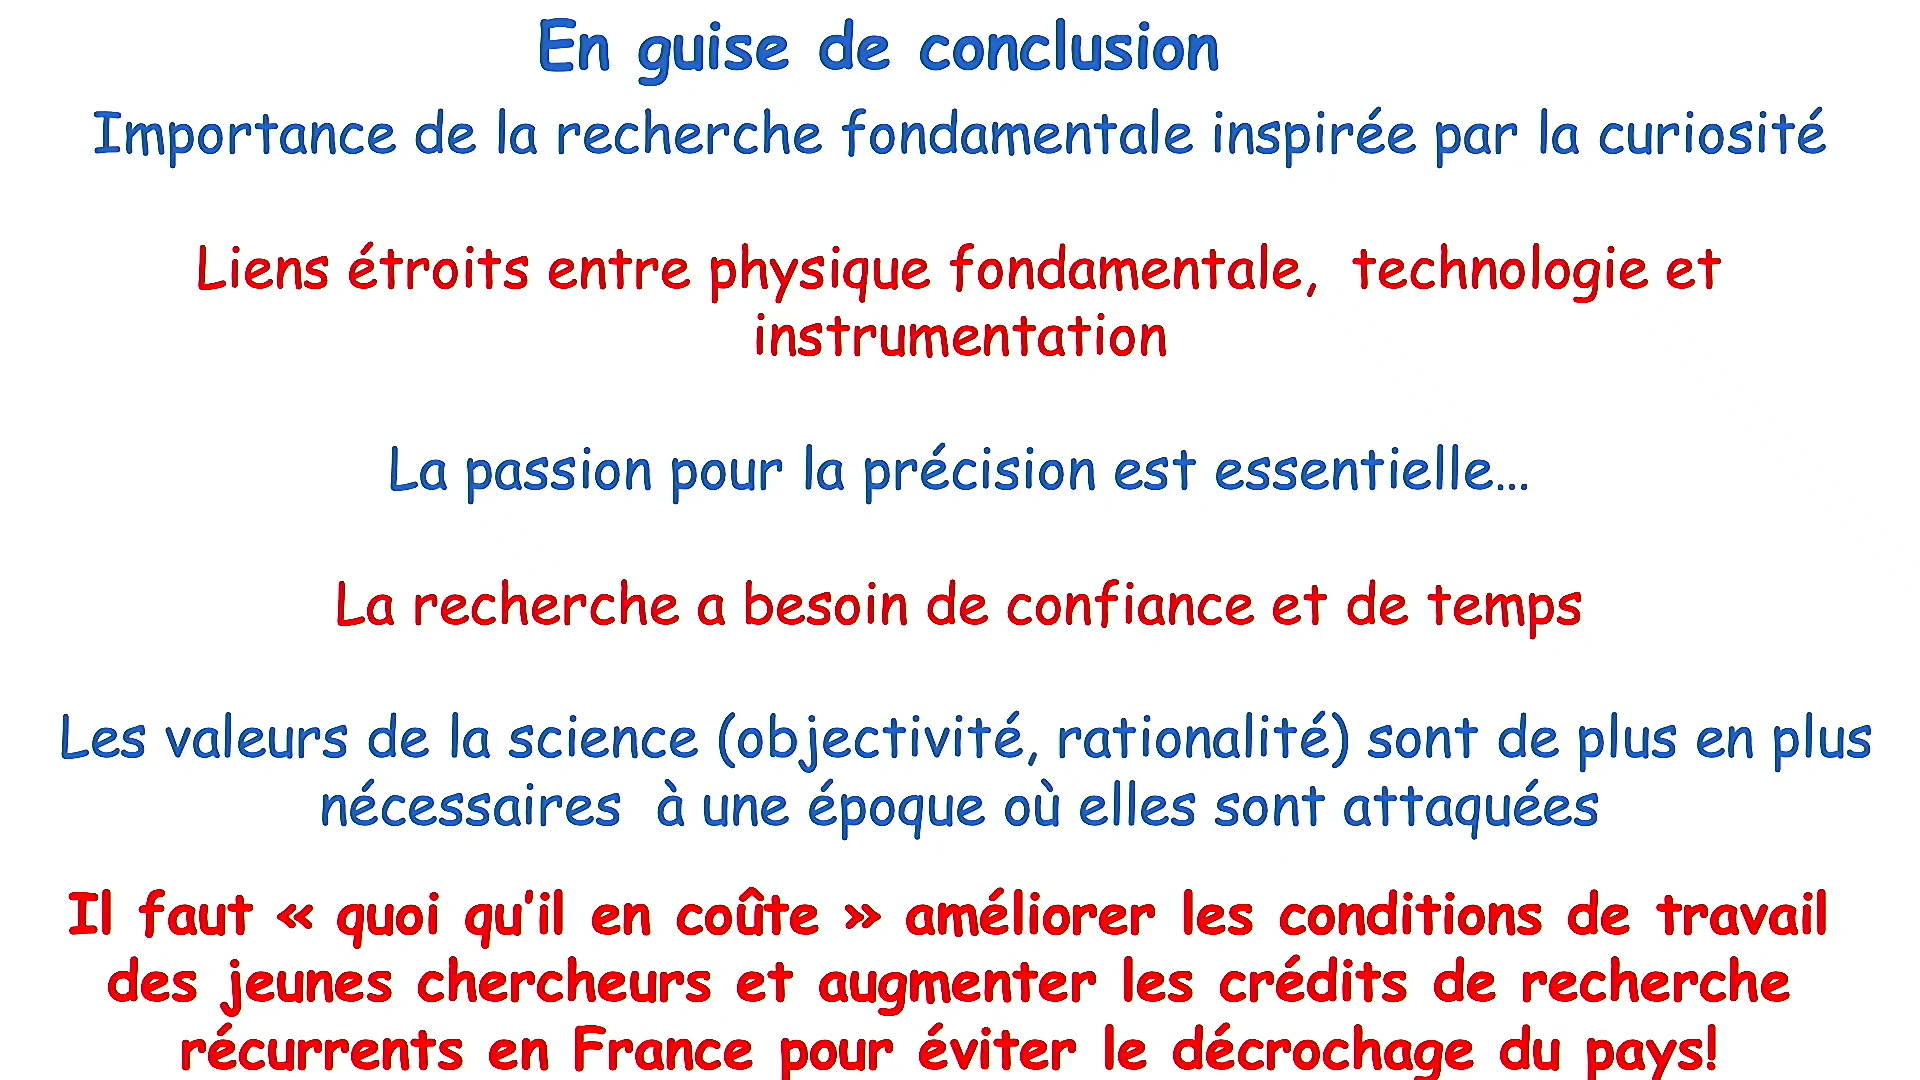 En guise de conclusion
Importance de la recherche fondamentale inspirée par la curiosité
Liens étroits entre physique fondamentale, technologie et
instrumentation
La passion pour la précision est essentielle…
La recherche a besoin de confiance et de temps
Les valeurs de la science (objectivité, rationalité) sont de plus en plus
nécessaires à une époque où elles sont attaquées
Il faut « quoi qu'il en coûte » améliorer les conditions de travail
des jeunes chercheurs et augmenter les crédits de recherche
récurrents en France pour éviter le décrochage du pays!